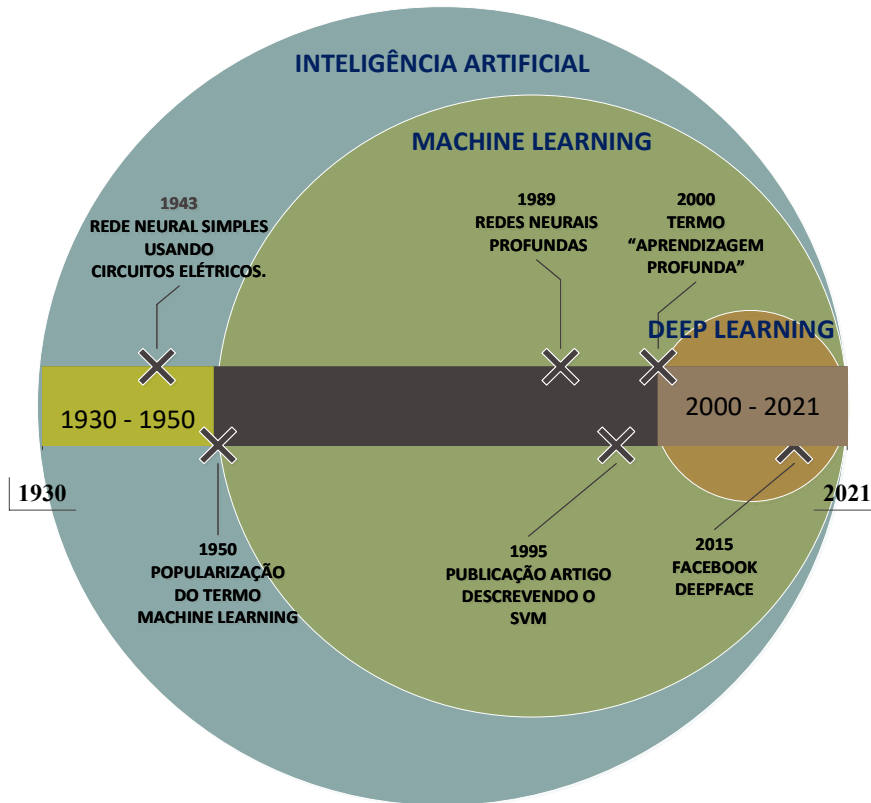 INTELIGÊNCIA ARTIFICIAL
MACHINE LEARNING
1943
REDE NEURAL SIMPLES
USANDO
CIRCUITOS ELÉTRICOS.
1989
REDES NEURAIS
PROFUNDAS
2000
TERMO
“APRENDIZAGEM
PROFUNDA”
DEEP LEARNING
1930 - 1950
2000 - 2021
1930
2021
1950
POPULARIZAÇÃO
DO TERMO
MACHINE LEARNING
1995
PUBLICAÇÃO ARTIGO
DESCREVENDO O
SVM
2015
FACEBOOK
DEEPFACE